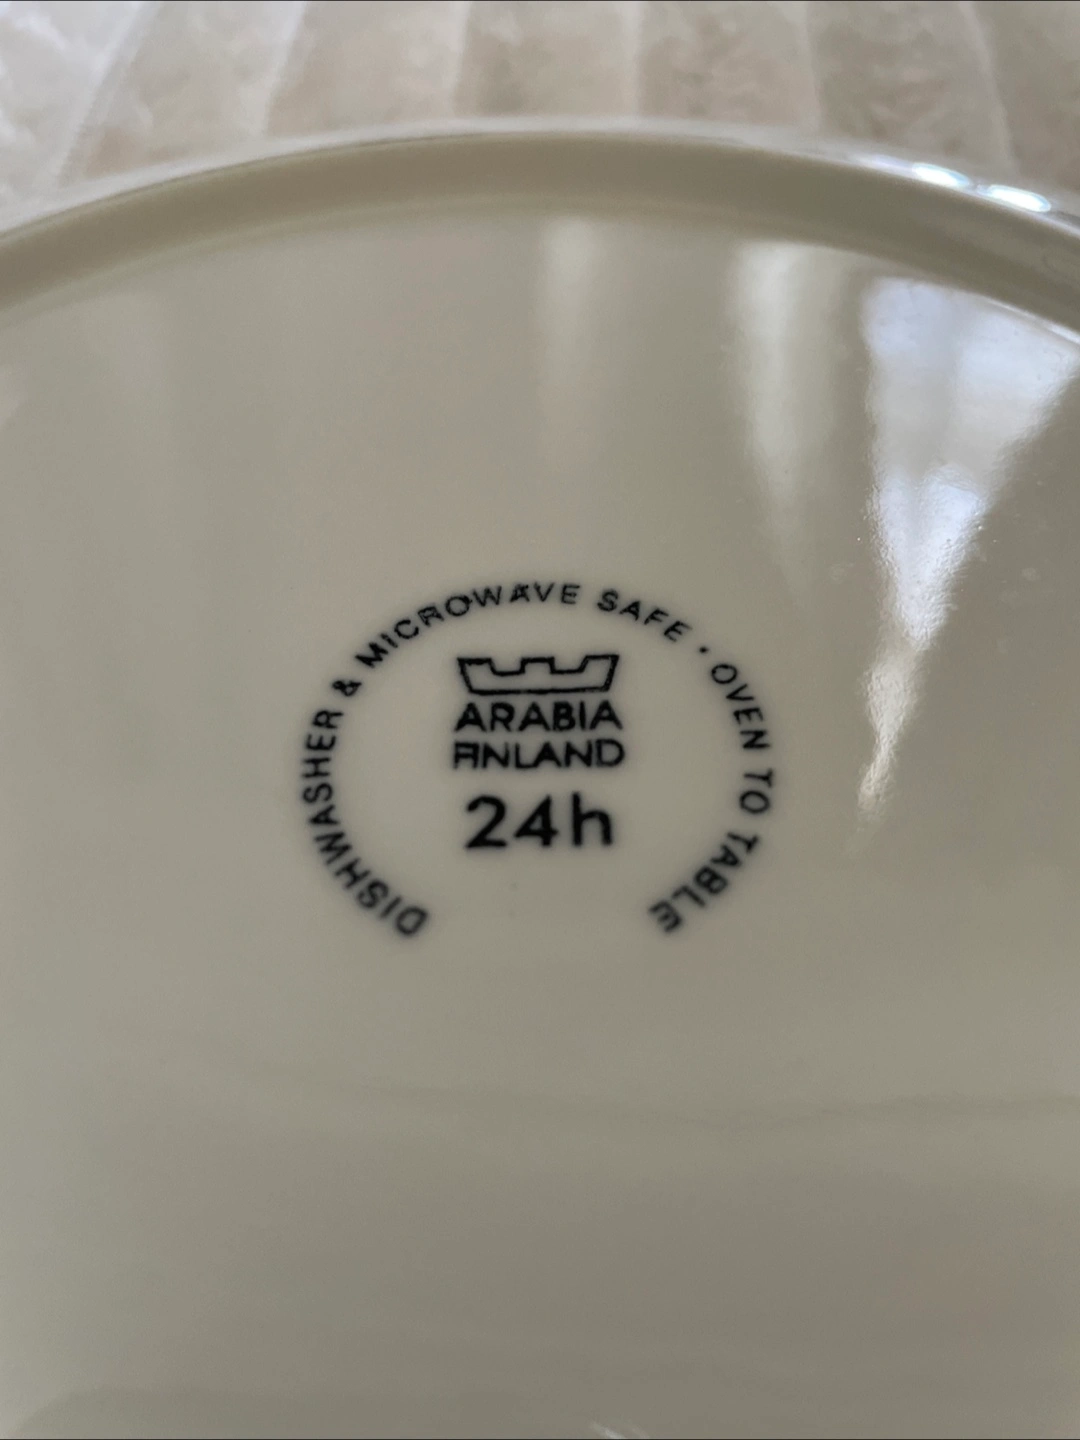 DISHWASHER & MICROWAVE SAFE · OVEN TO TABLE
ARABIA
FINLAND
24h